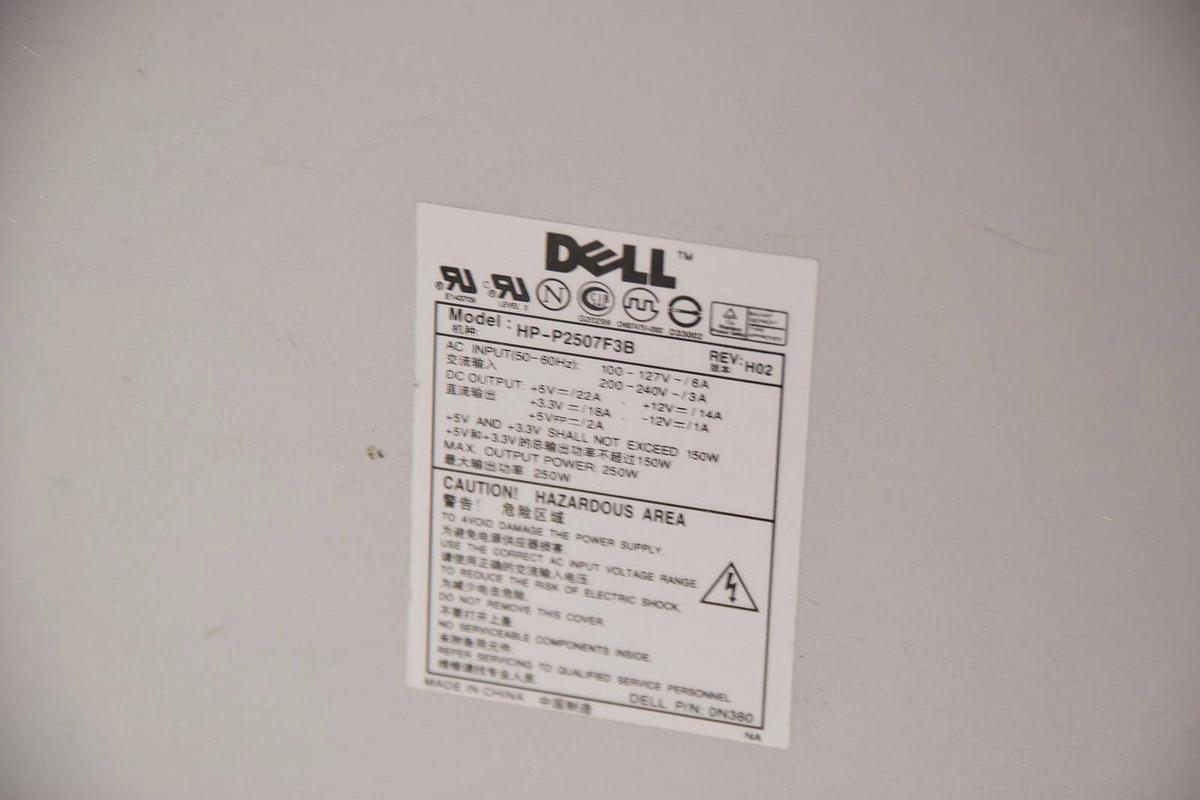 DELL™
E143709
LEVEL 3
Model: HP-P2507F3B REV: H02
机种: 版本:
AC INPUT(50-60Hz): 100-127V~/6A
交流输入 200-240V~/3A
DC OUTPUT: +5V⎓/22A . +12V⎓/14A
直流输出 +3.3V⎓/18A . -12V⎓/1A
+5VFP⎓/2A .
+5V AND +3.3V SHALL NOT EXCEED 150W
+5V和+3.3V的总输出功率不超过150W
MAX. OUTPUT POWER: 250W
最大输出功率: 250W
CAUTION! HAZARDOUS AREA
警告! 危险区域
TO AVOID DAMAGE THE POWER SUPPLY.
为避免电源供应器损害.
USE THE CORRECT AC INPUT VOLTAGE RANGE.
请使用正确的交流输入电压.
TO REDUCE THE RISK OF ELECTRIC SHOCK.
为减少电击危险.
DO NOT REMOVE THIS COVER.
不要打开上盖
NO SERVICEABLE COMPONENTS INSIDE.
未附备用元件.
REFER SERVICING TO QUALIFIED SERVICE PERSONNEL.
维修请找专业人员
MADE IN CHINA 中国制造 DELL P/N: 0N380
NA